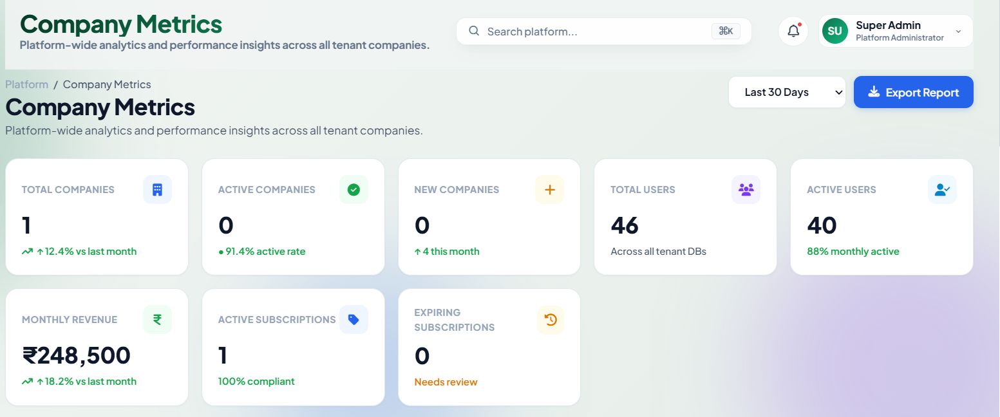 Company Metrics
Platform-wide analytics and performance insights across all tenant companies.
Search platform...
⌘K
SU
Super Admin
Platform Administrator
Platform / Company Metrics
Company Metrics
Platform-wide analytics and performance insights across all tenant companies.
Last 30 Days
Export Report
TOTAL COMPANIES
1
↑ 12.4% vs last month
ACTIVE COMPANIES
0
● 91.4% active rate
NEW COMPANIES
0
↑ 4 this month
TOTAL USERS
46
Across all tenant DBs
ACTIVE USERS
40
88% monthly active
MONTHLY REVENUE
₹
₹248,500
↑ 18.2% vs last month
ACTIVE SUBSCRIPTIONS
1
100% compliant
EXPIRING
SUBSCRIPTIONS
0
Needs review